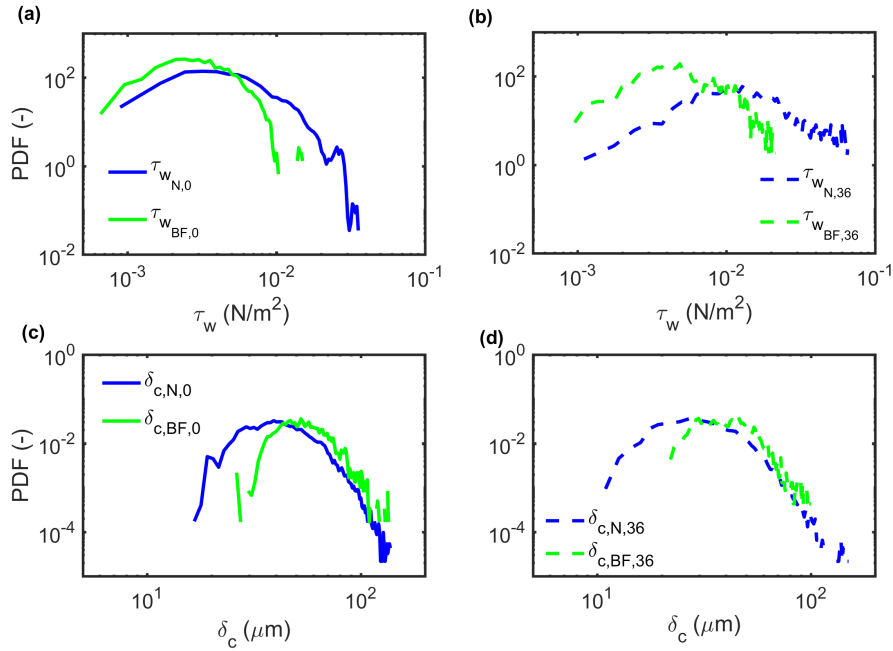 (a)
10^2
10^0
10^-2
PDF (-)
τ_w_N,0
τ_w_BF,0
10^-3
10^-2
10^-1
τ_w (N/m^2)
(b)
10^4
10^2
10^0
10^-2
τ_w_N,36
τ_w_BF,36
10^-3
10^-2
10^-1
τ_w (N/m^2)
(c)
10^0
10^-2
10^-4
PDF (-)
δ_c,N,0
δ_c,BF,0
10^1
10^2
δ_c (μm)
(d)
10^0
10^-2
10^-4
δ_c,N,36
δ_c,BF,36
10^1
10^2
δ_c (μm)